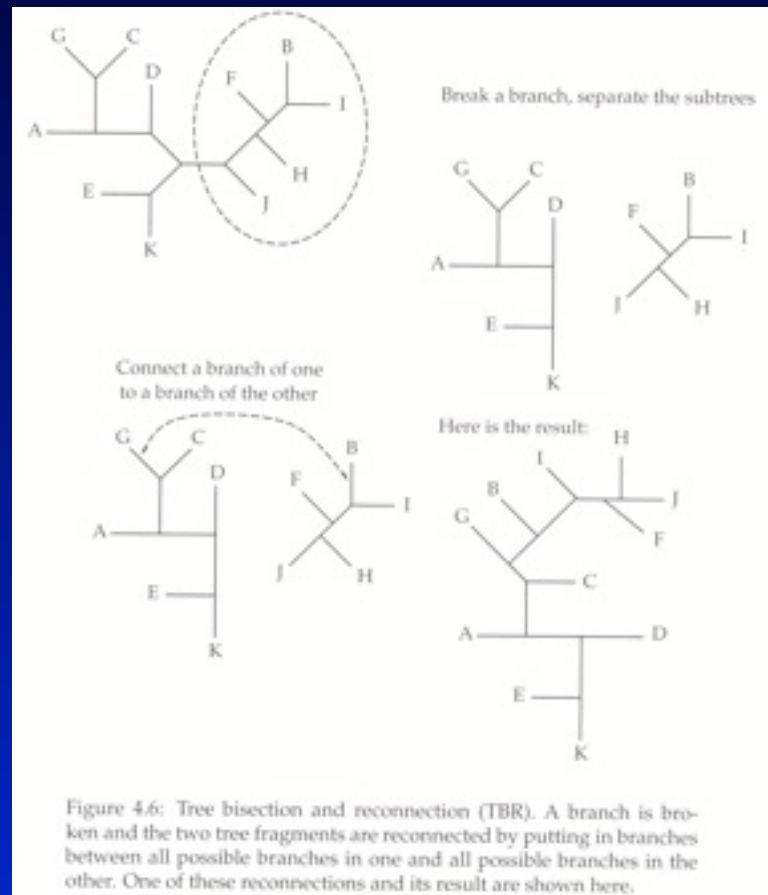 G C
B
D
F
I
A
H
E
J
K
Break a branch, separate the subtrees
G C
D
B
F
I
A
J H
E
K
Connect a branch of one
to a branch of the other
G C
D
B
F
I
A
J H
E
K
Here is the result:
H
I
B
J
G
F
C
A D
E
K
Figure 4.6: Tree bisection and reconnection (TBR). A branch is bro-
ken and the two tree fragments are reconnected by putting in branches
between all possible branches in one and all possible branches in the
other. One of these reconnections and its result are shown here.